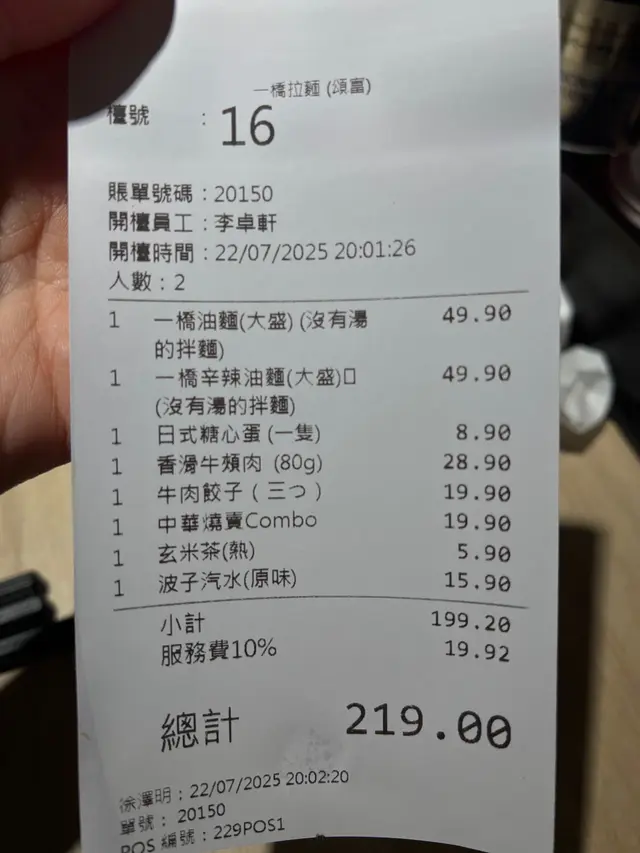 一橋拉麵 (頌富)
檯號 : 16
賬單號碼 : 20150
開檯員工 : 李卓軒
開檯時間 : 22/07/2025 20:01:26
人數 : 2
1 一橋油麵(大盛) (沒有湯 49.90
的拌麵)
1 一橋辛辣油麵(大盛)▯ 49.90
(沒有湯的拌麵)
1 日式糖心蛋 (一隻) 8.90
1 香滑牛頰肉 (80g) 28.90
1 牛肉餃子 ( 三つ ) 19.90
1 中華燒賣Combo 19.90
1 玄米茶(熱) 5.90
1 波子汽水(原味) 15.90
小計 199.20
服務費10% 19.92
總計 219.00
徐澤明 : 22/07/2025 20:02:20
單號 : 20150
POS 編號 : 229POS1